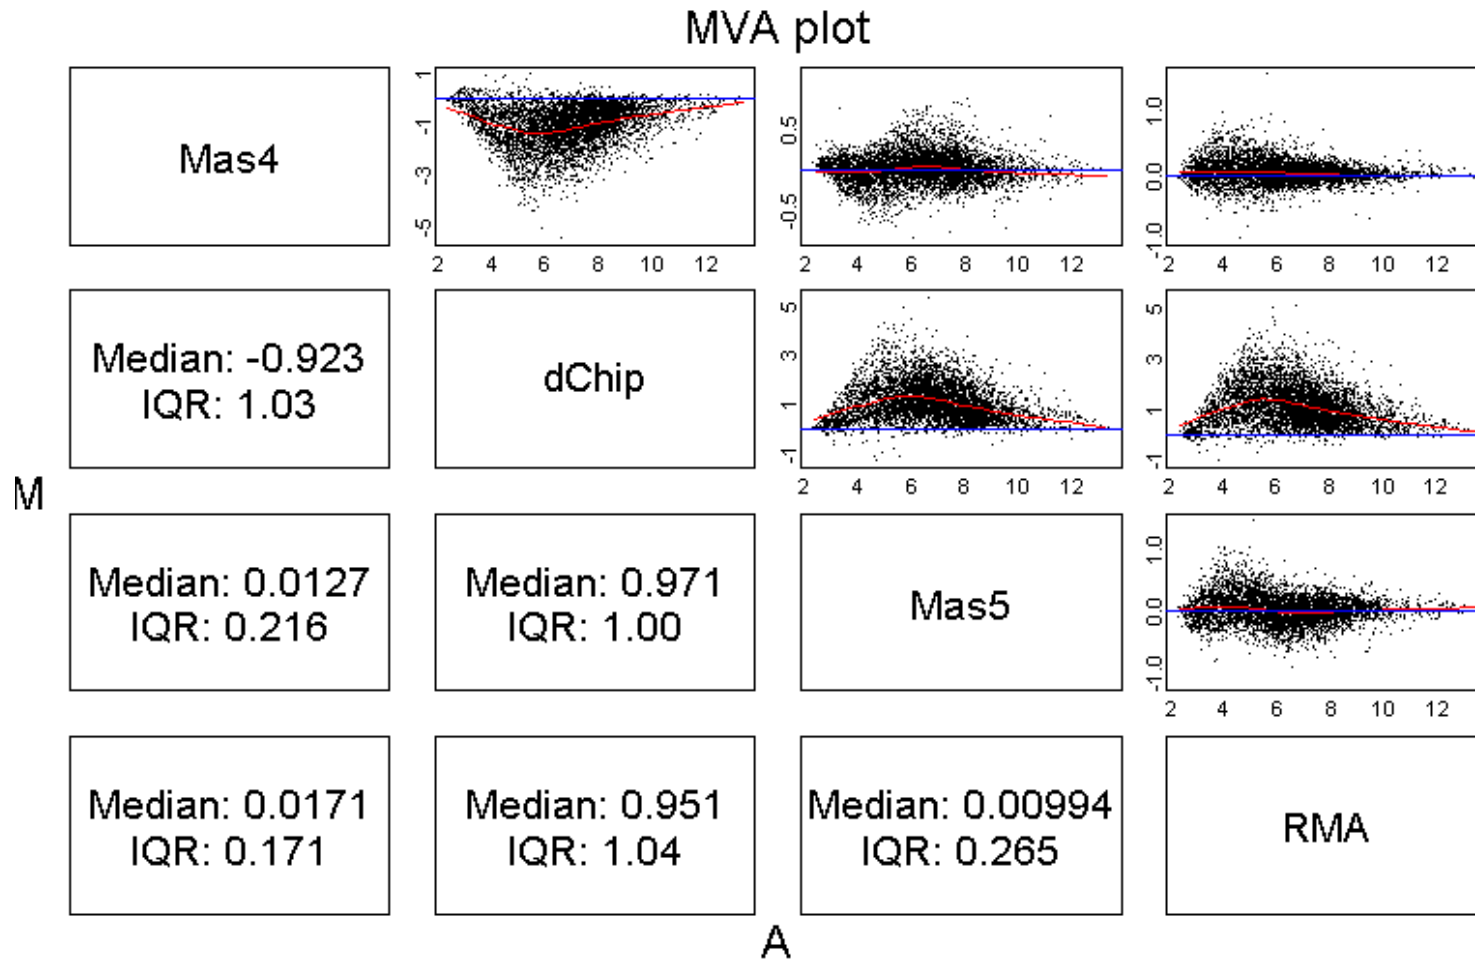 MVA plot
Mas4
1
-1
-3
-5
2 4 6 8 10 12
0.5
-0.5
2 4 6 8 10 12
1.0
0.0
-1.0
2 4 6 8 10 12
Median: -0.923
IQR: 1.03
dChip
5
3
1
-1
2 4 6 8 10 12
5
3
1
-1
2 4 6 8 10 12
M
Median: 0.0127
IQR: 0.216
Median: 0.971
IQR: 1.00
Mas5
1.0
0.0
-1.0
2 4 6 8 10 12
Median: 0.0171
IQR: 0.171
Median: 0.951
IQR: 1.04
Median: 0.00994
IQR: 0.265
RMA
A